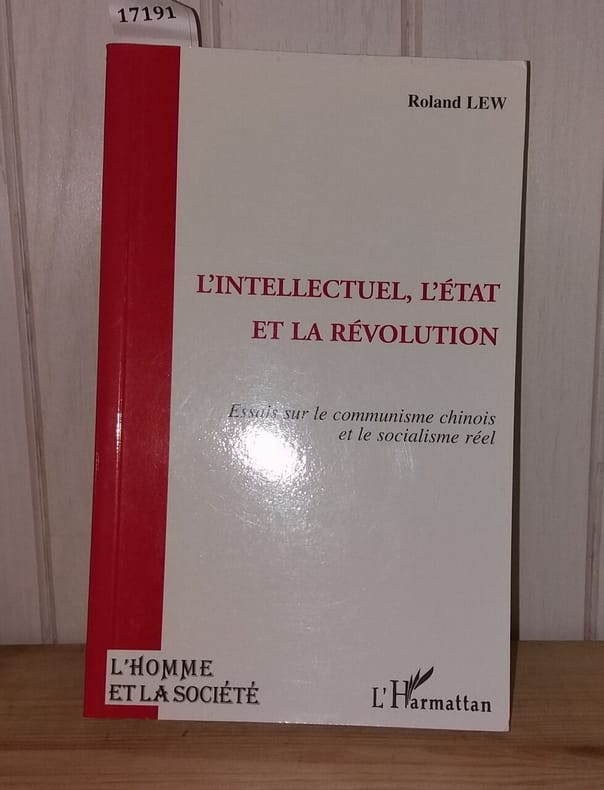 17191
Roland LEW
L'INTELLECTUEL, L'ÉTAT
ET LA RÉVOLUTION
Essais sur le communisme chinois
et le socialisme réel
L'HOMME
ET LA SOCIÉTÉ
L'Harmattan